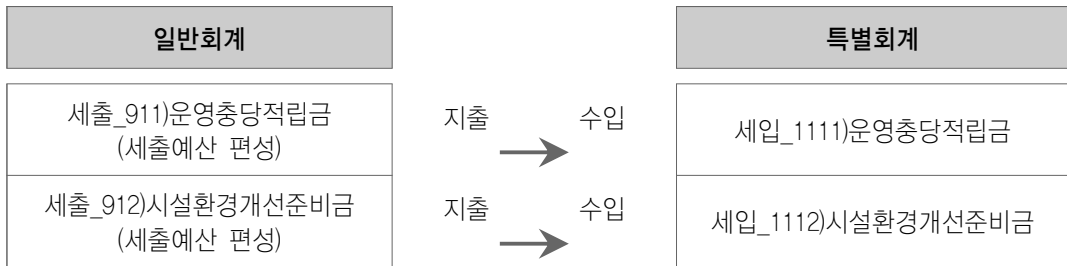 일반회계
특별회계
세출_911)운영충당적립금
(세출예산 편성)
지출
수입
세입_1111)운영충당적립금
세출_912)시설환경개선준비금
(세출예산 편성)
지출
수입
세입_1112)시설환경개선준비금